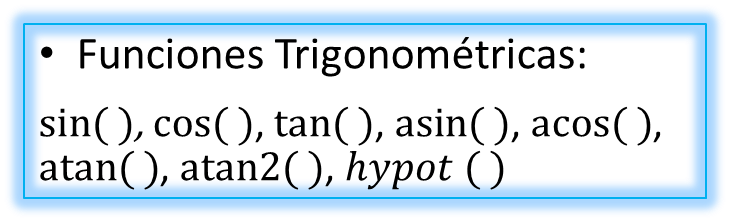 • Funciones Trigonométricas:
sin( ), cos( ), tan( ), asin( ), acos( ),
atan( ), atan2( ), hypot ( )